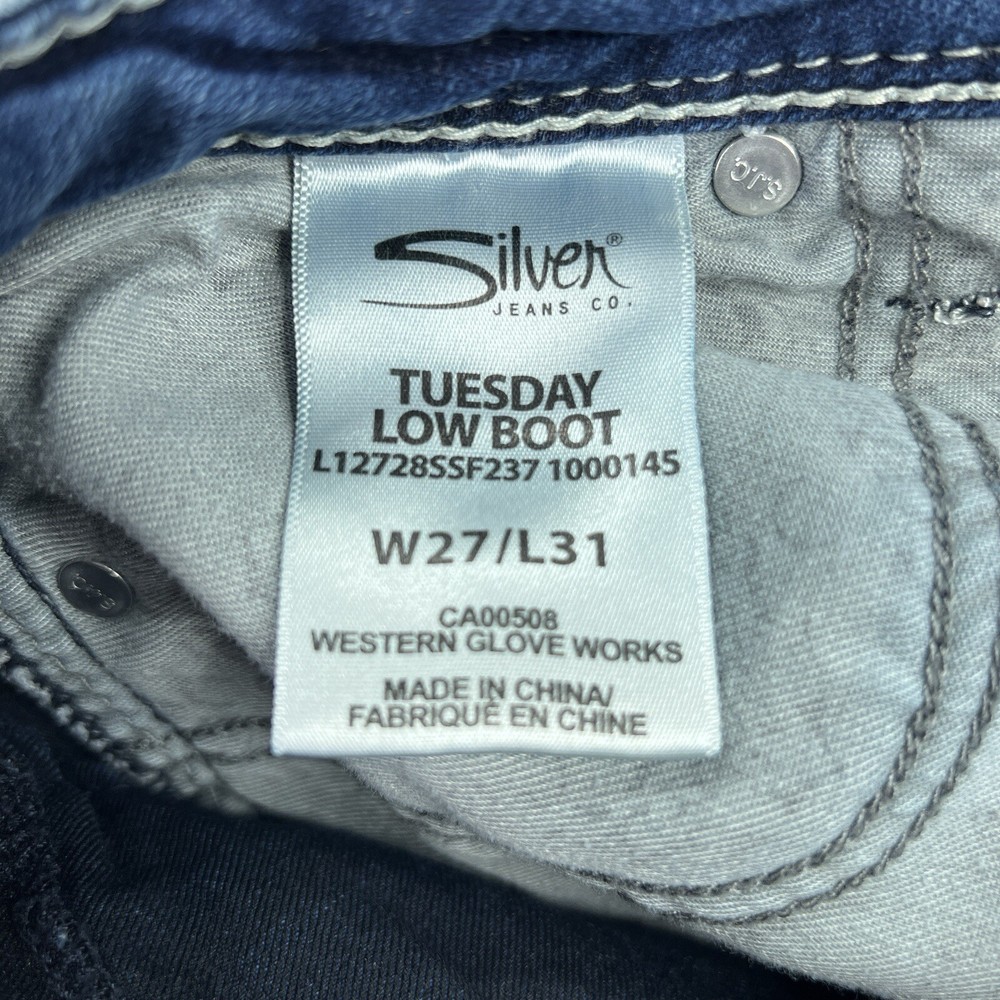 Silver®
JEANS CO.
TUESDAY
LOW BOOT
L12728SSF237 1000145
W27/L31
CA00508
WESTERN GLOVE WORKS
MADE IN CHINA/
FABRIQUÉ EN CHINE
S.J.C.
S.J.C.